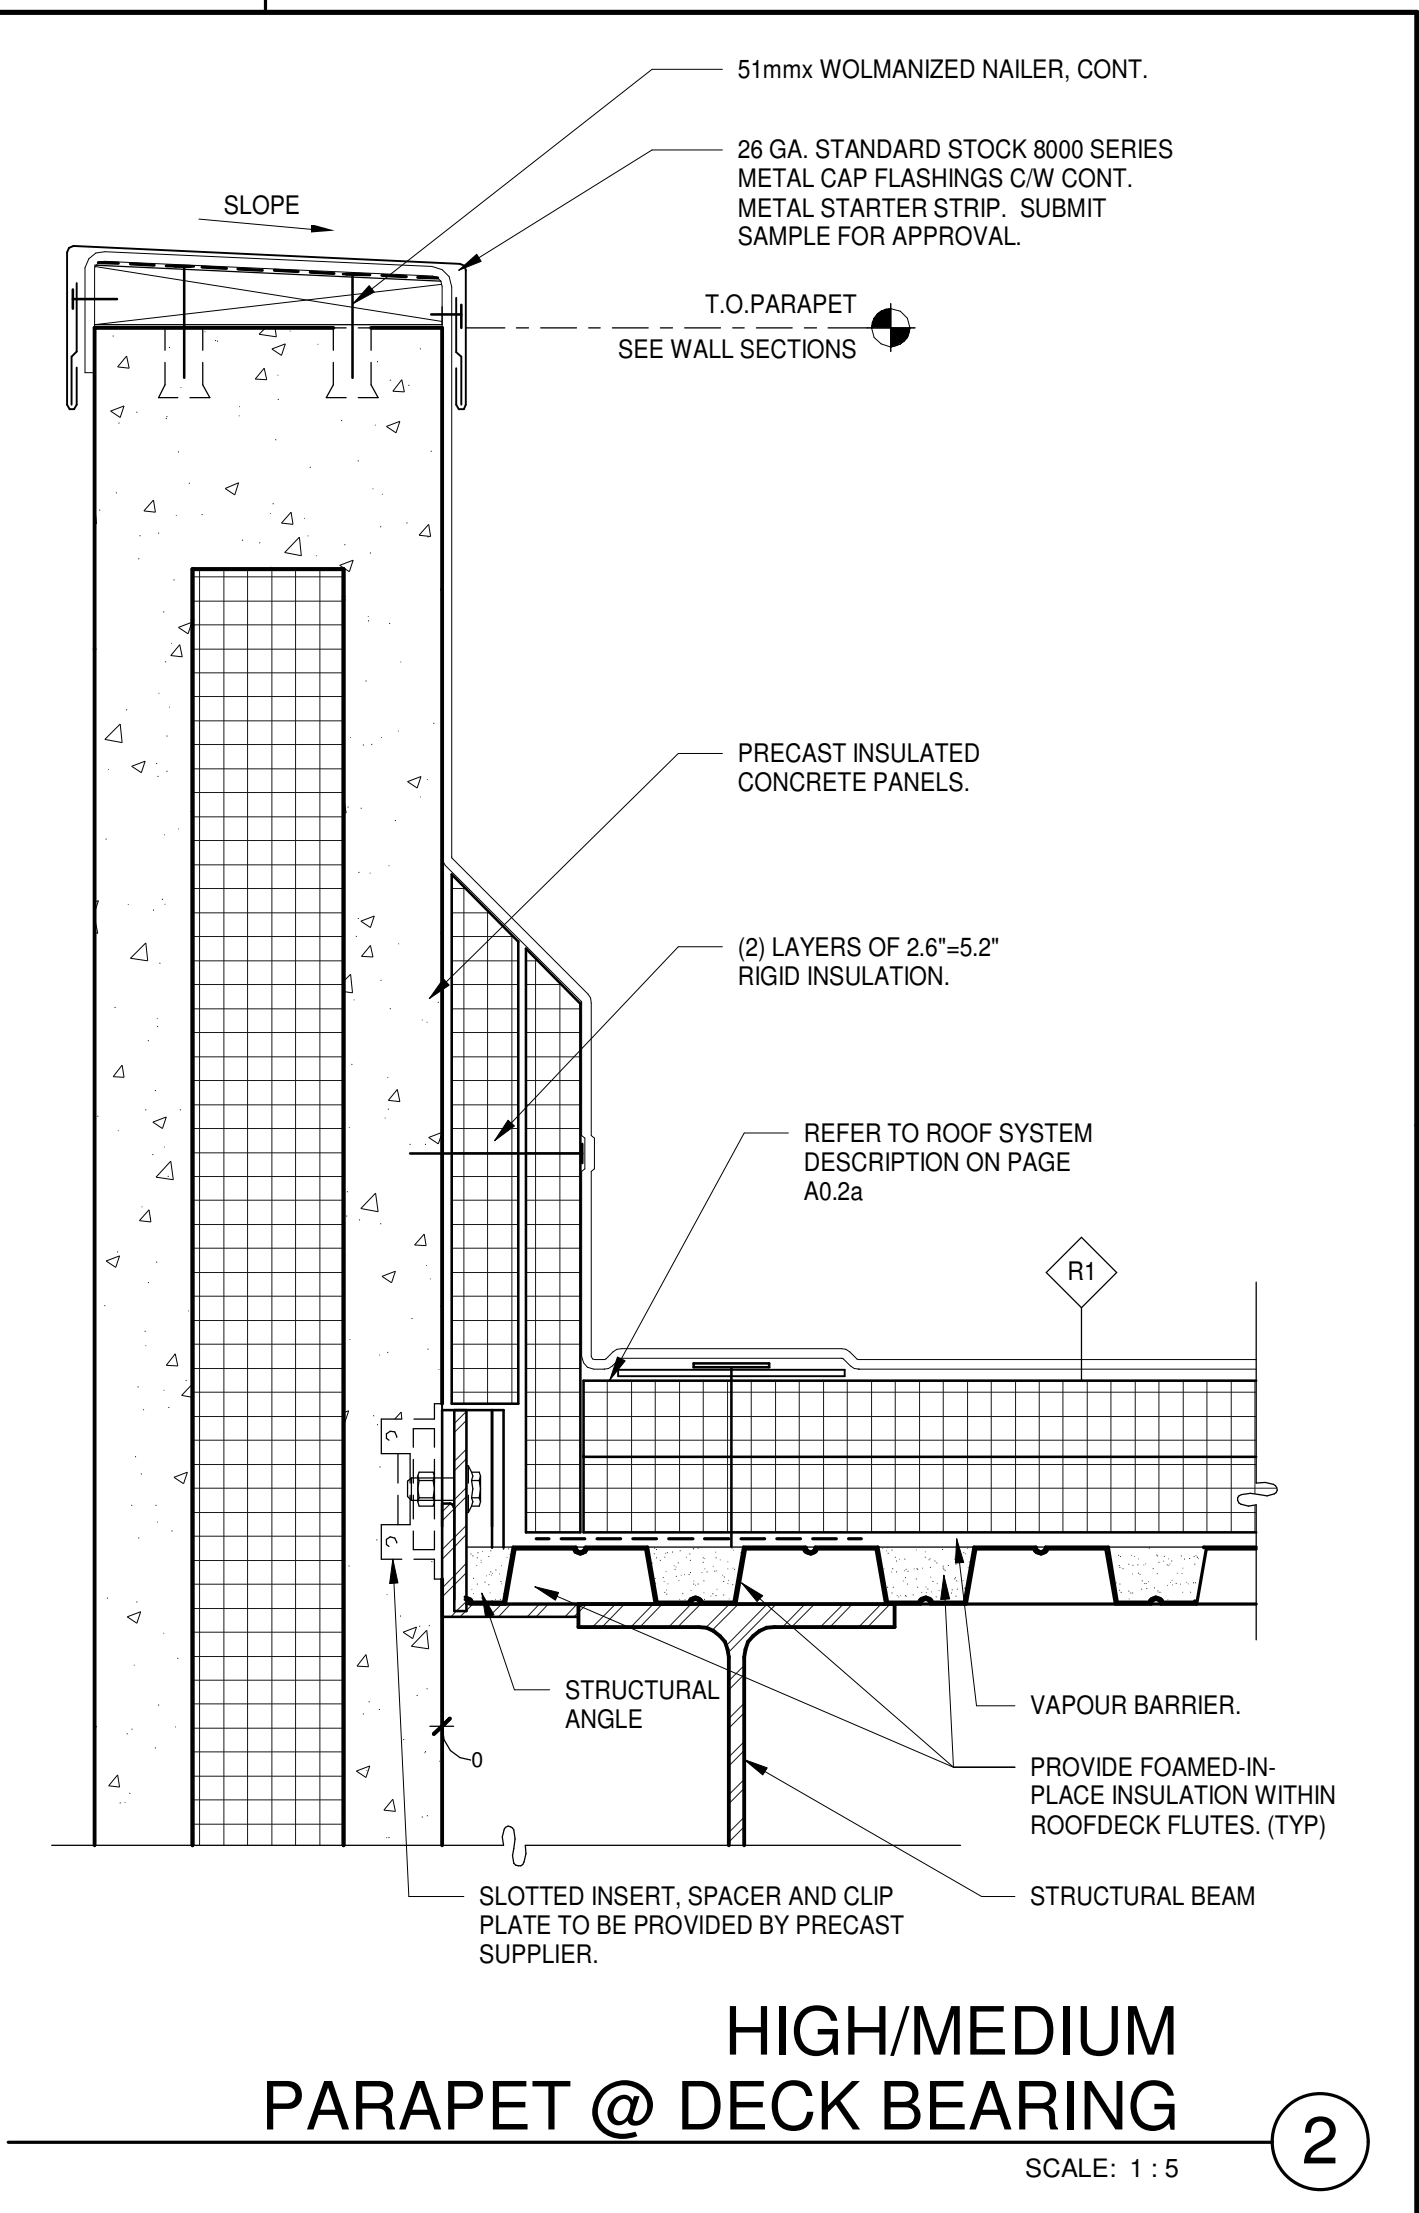 51mmx WOLMANIZED NAILER, CONT.
26 GA. STANDARD STOCK 8000 SERIES
METAL CAP FLASHINGS C/W CONT.
METAL STARTER STRIP.  SUBMIT
SAMPLE FOR APPROVAL.
SLOPE
T.O.PARAPET
SEE WALL SECTIONS
PRECAST INSULATED
CONCRETE PANELS.
(2) LAYERS OF 2.6"=5.2"
RIGID INSULATION.
REFER TO ROOF SYSTEM
DESCRIPTION ON PAGE
A0.2a
R1
STRUCTURAL
ANGLE
0
VAPOUR BARRIER.
PROVIDE FOAMED-IN-
PLACE INSULATION WITHIN
ROOFDECK FLUTES. (TYP)
STRUCTURAL BEAM
SLOTTED INSERT, SPACER AND CLIP
PLATE TO BE PROVIDED BY PRECAST
SUPPLIER.
HIGH/MEDIUM
PARAPET @ DECK BEARING
2
SCALE:  1 : 5